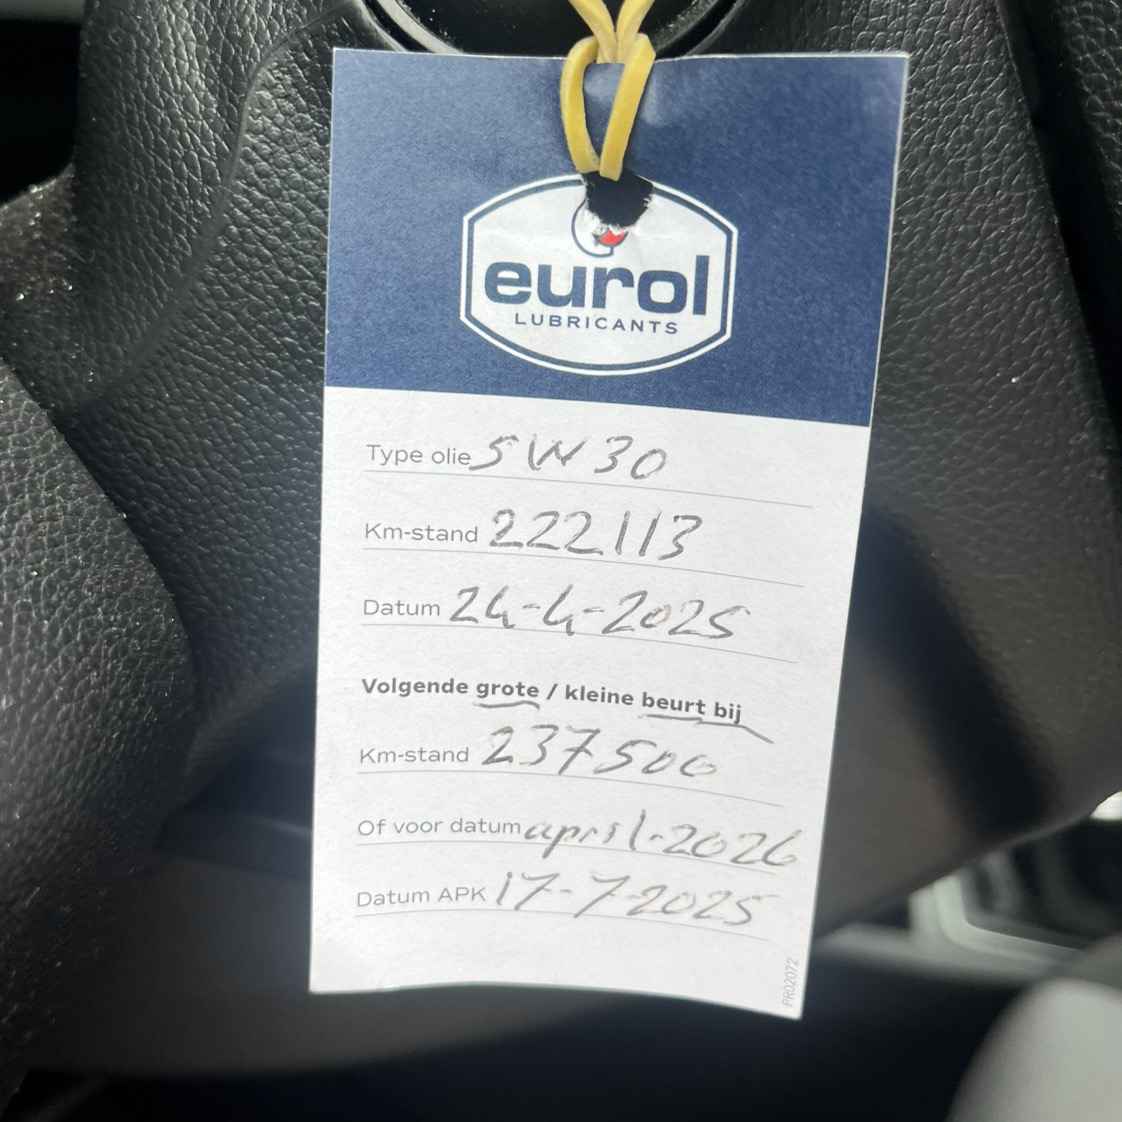 eurol
LUBRICANTS
Type olie 5W30
Km-stand 222113
Datum 24-4-2025
Volgende grote / kleine beurt bij
Km-stand 237500
Of voor datum april-2026
Datum APK 17-7-2025
PR02072